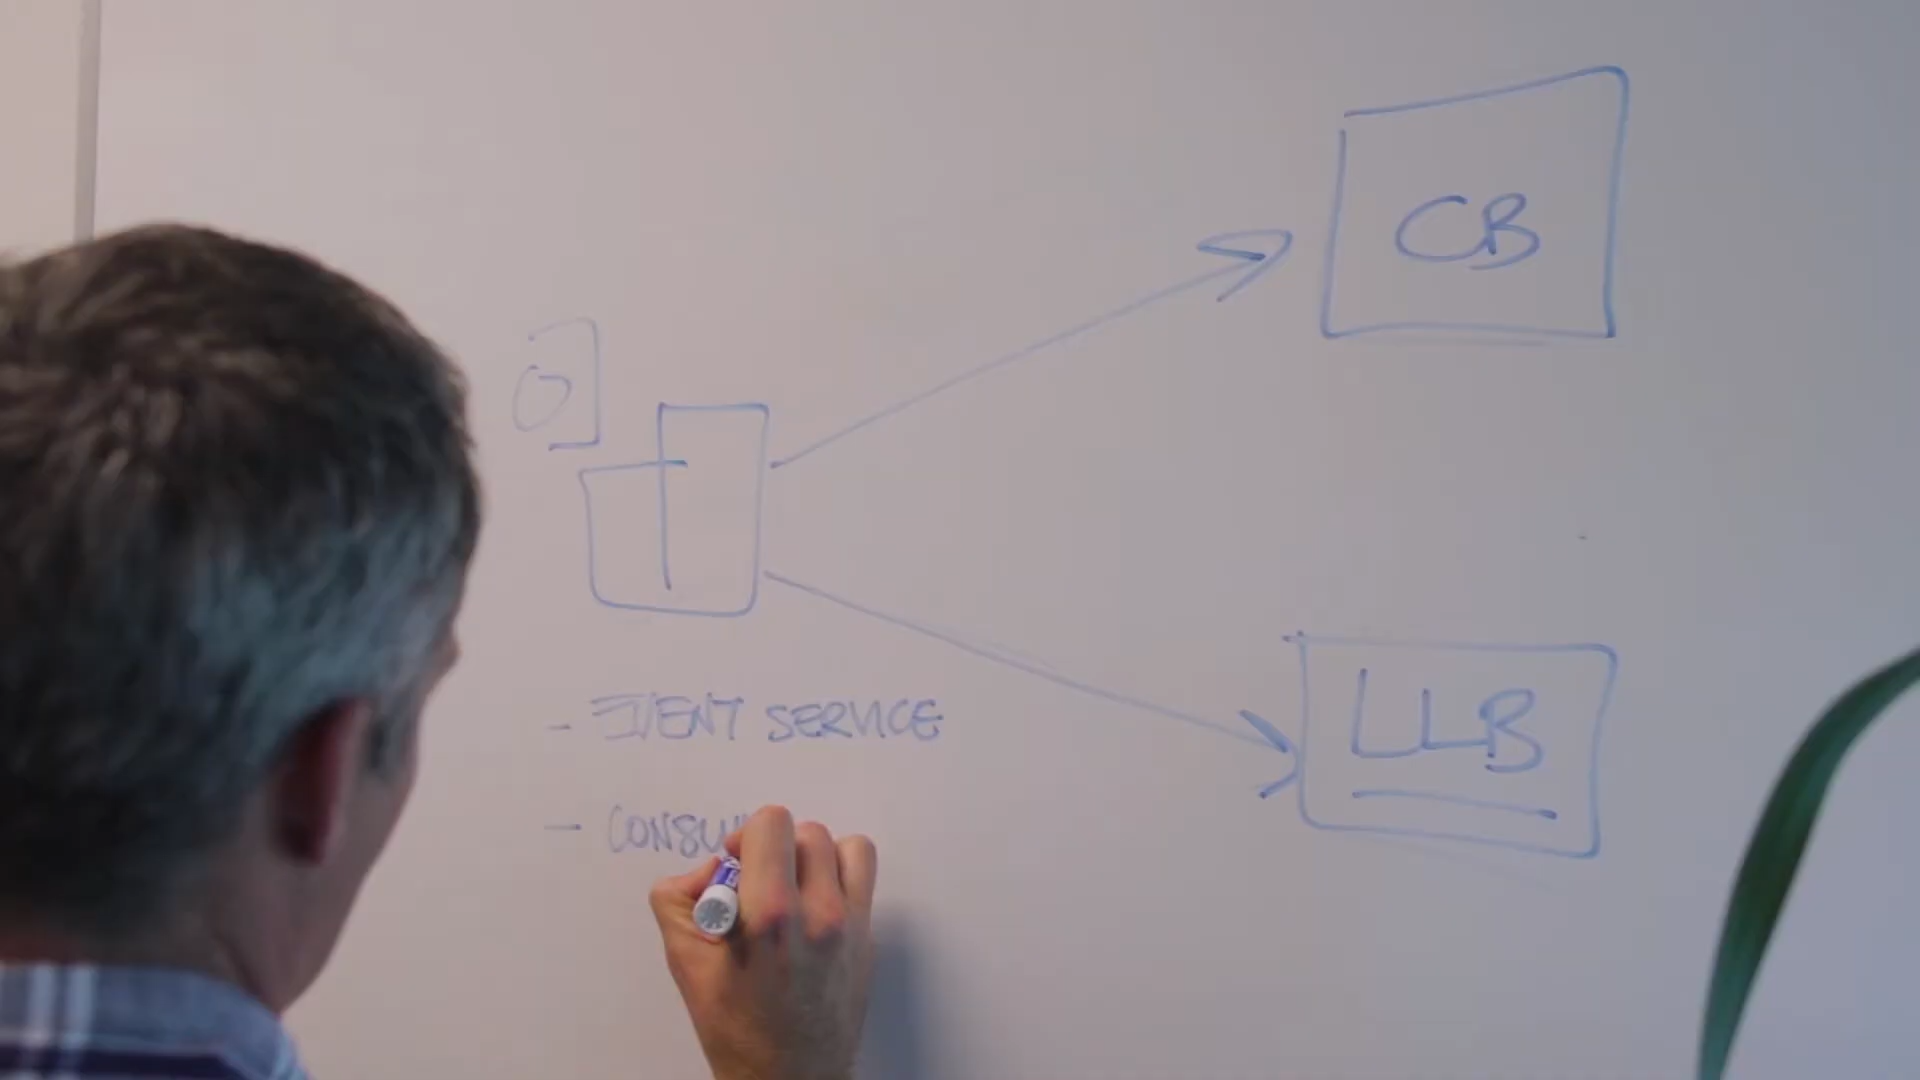 CB
LLB
- EVENT SERVICE
- CONSU